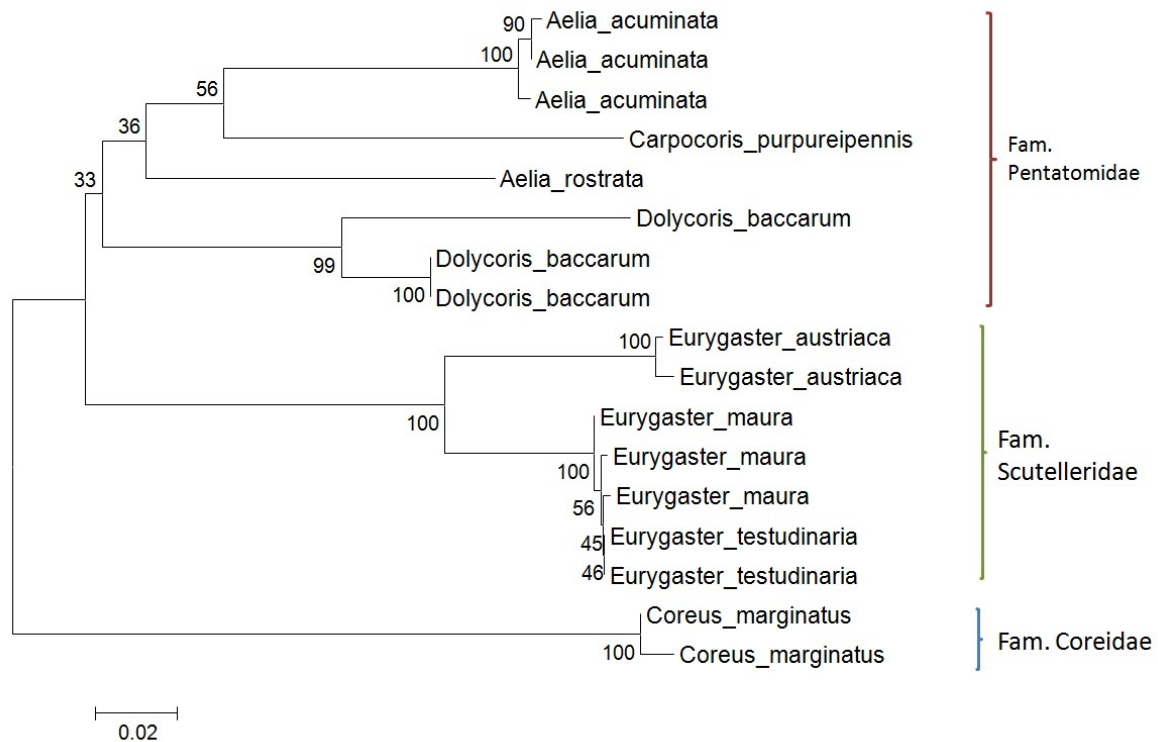 90
Aelia_acuminata
100
Aelia_acuminata
56
Aelia_acuminata
36
Carpocoris_purpureipennis
Fam.
Pentatomidae
33
Aelia_rostrata
Dolycoris_baccarum
99
Dolycoris_baccarum
100
Dolycoris_baccarum
100
Eurygaster_austriaca
Eurygaster_austriaca
100
Eurygaster_maura
Fam.
Scutelleridae
Eurygaster_maura
100
Eurygaster_maura
56
Eurygaster_testudinaria
45
Eurygaster_testudinaria
46
Coreus_marginatus
Fam. Coreidae
100
Coreus_marginatus
0.02